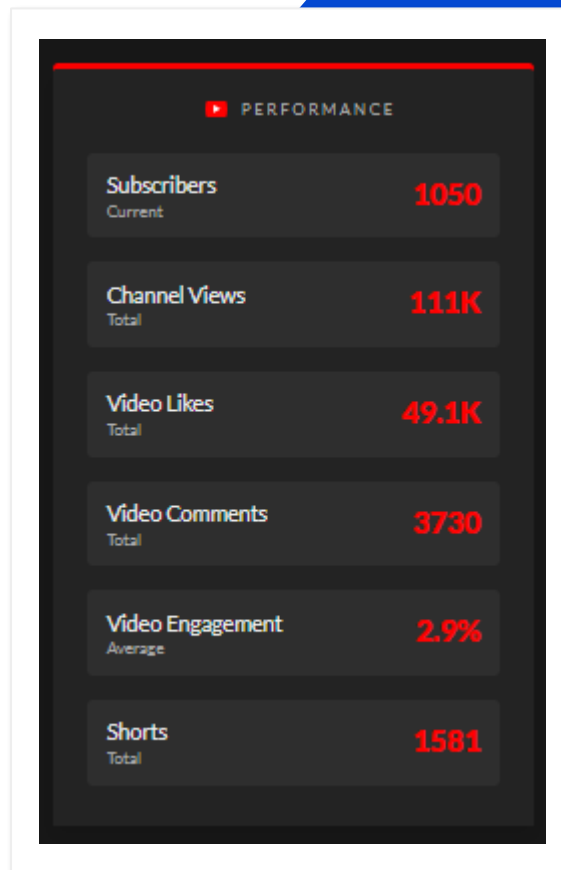 PERFORMANCE
Subscribers
Current
1050
Channel Views
Total
111K
Video Likes
Total
49.1K
Video Comments
Total
3730
Video Engagement
Average
2.9%
Shorts
Total
1581